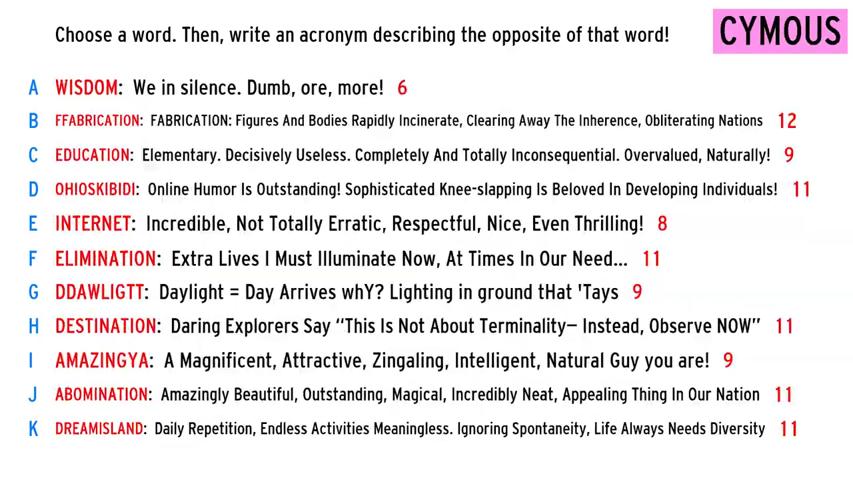 Choose a word. Then, write an acronym describing the opposite of that word!
CYMOUS
A WISDOM: We in silence. Dumb, ore, more! 6
B FFABRICATION: FABRICATION: Figures And Bodies Rapidly Incinerate, Clearing Away The Inherence, Obliterating Nations 12
C EDUCATION: Elementary. Decisively Useless. Completely And Totally Inconsequential. Overvalued, Naturally! 9
D OHIOSKIBIDI: Online Humor Is Outstanding! Sophisticated Knee-slapping Is Beloved In Developing Individuals! 11
E INTERNET: Incredible, Not Totally Erratic, Respectful, Nice, Even Thrilling! 8
F ELIMINATION: Extra Lives I Must Illuminate Now, At Times In Our Need... 11
G DDAWLIGTT: Daylight = Day Arrives whY? Lighting in ground tHat 'Tays 9
H DESTINATION: Daring Explorers Say “This Is Not About Terminality— Instead, Observe NOW” 11
I AMAZINGYA: A Magnificent, Attractive, Zingaling, Intelligent, Natural Guy you are! 9
J ABOMINATION: Amazingly Beautiful, Outstanding, Magical, Incredibly Neat, Appealing Thing In Our Nation 11
K DREAMISLAND: Daily Repetition, Endless Activities Meaningless. Ignoring Spontaneity, Life Always Needs Diversity 11